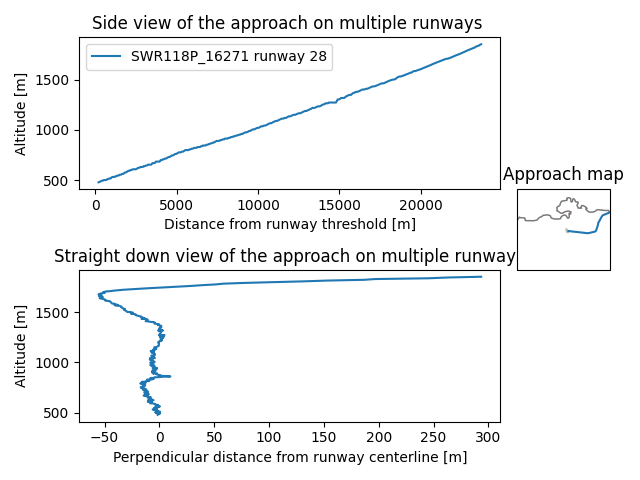 Side view of the approach on multiple runways
Altitude [m]
1500
1000
500
SWR118P_16271 runway 28
0 5000 10000 15000 20000
Distance from runway threshold [m]
Approach map
Straight down view of the approach on multiple runway
Altitude [m]
1500
1000
500
−50 0 50 100 150 200 250 300
Perpendicular distance from runway centerline [m]